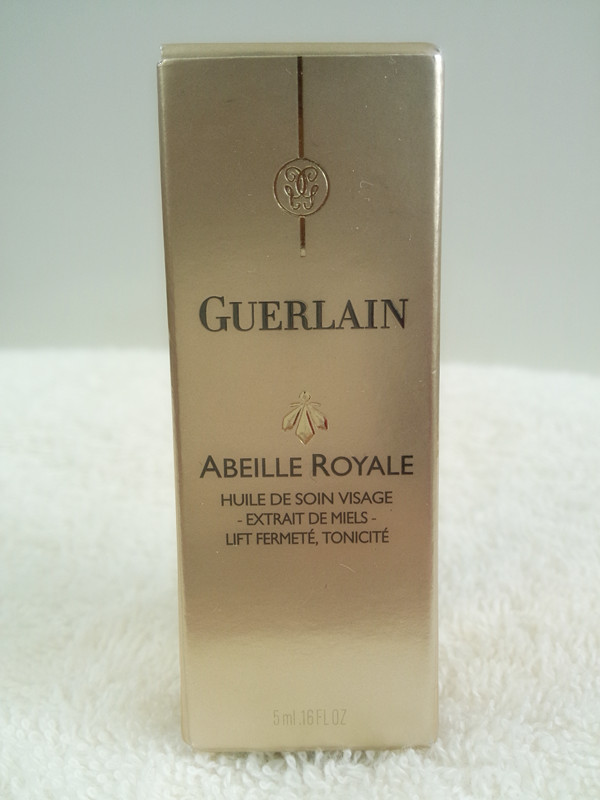 GUERLAIN
ABEILLE ROYALE
HUILE DE SOIN VISAGE
- EXTRAIT DE MIELS -
LIFT FERMETÉ, TONICITÉ
5 ml .16 FL OZ